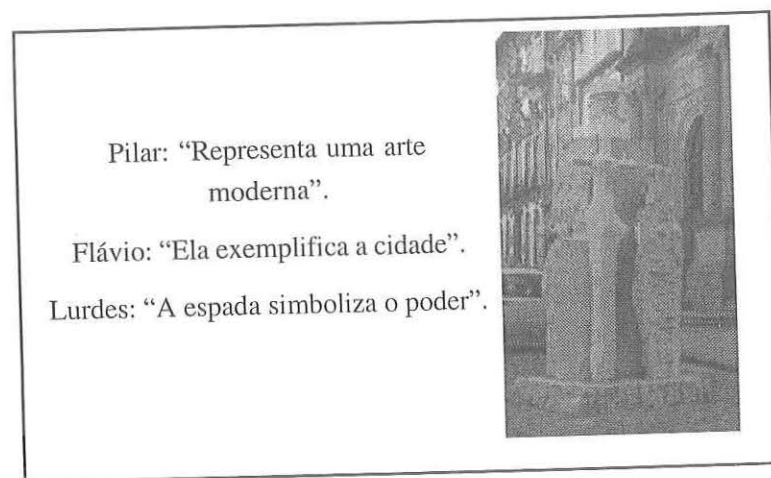 Pilar: “Representa uma arte
moderna”.
Flávio: “Ela exemplifica a cidade”.
Lurdes: “A espada simboliza o poder”.